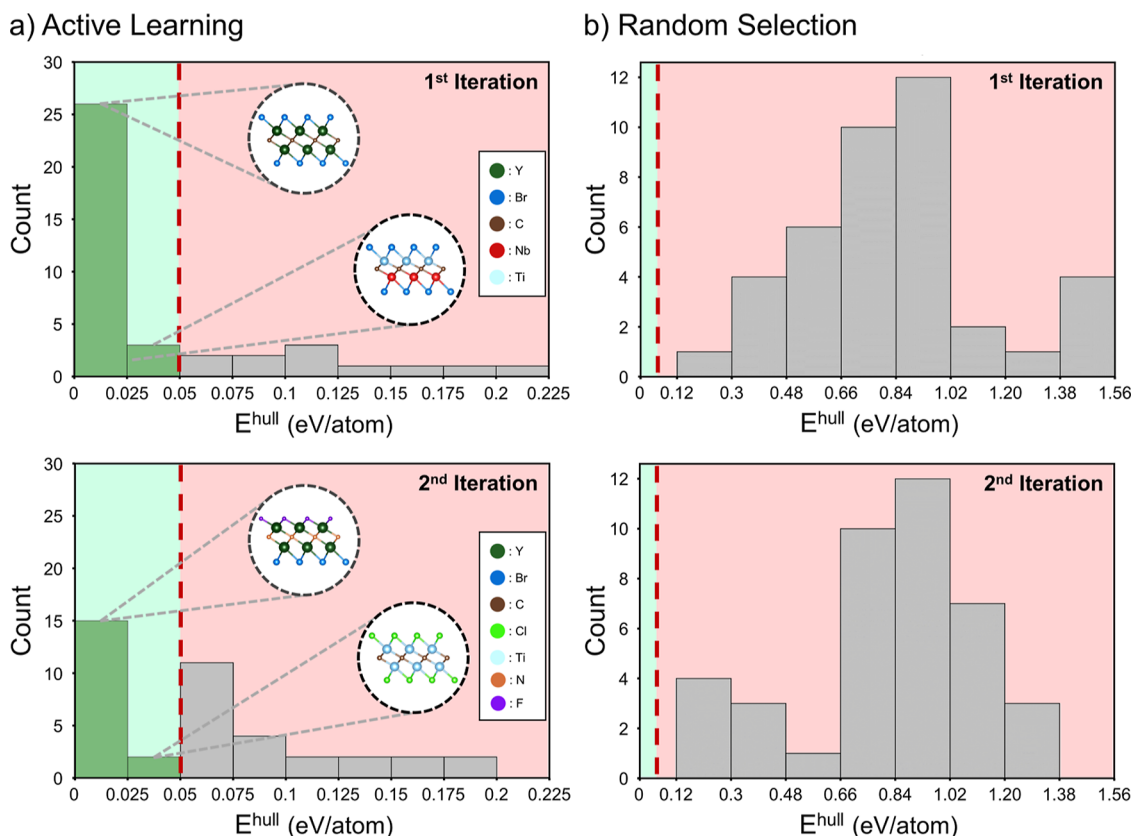 a) Active Learning
b) Random Selection
1st Iteration
30
25
20
15
10
5
0
Count
: Y
: Br
: C
: Nb
: Ti
0 0.025 0.05 0.075 0.1 0.125 0.15 0.175 0.2 0.225
Ehull (eV/atom)
1st Iteration
12
10
8
6
4
2
0
Count
0 0.12 0.3 0.48 0.66 0.84 1.02 1.20 1.38 1.56
Ehull (eV/atom)
2nd Iteration
30
25
20
15
10
5
0
Count
: Y
: Br
: C
: Cl
: Ti
: N
: F
0 0.025 0.05 0.075 0.1 0.125 0.15 0.175 0.2 0.225
Ehull (eV/atom)
2nd Iteration
12
10
8
6
4
2
0
Count
0 0.12 0.3 0.48 0.66 0.84 1.02 1.20 1.38 1.56
Ehull (eV/atom)